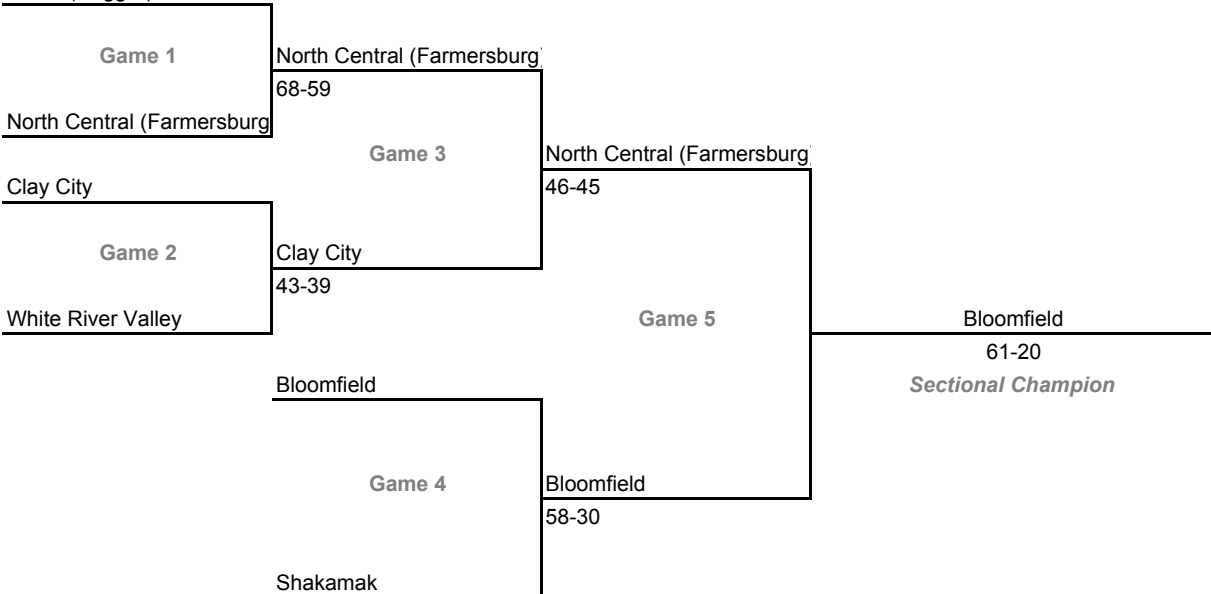 Game 1
North Central (Farmersburg)
68-59
North Central (Farmersburg
Game 3
North Central (Farmersburg)
46-45
Clay City
Game 2
Clay City
43-39
White River Valley
Game 5
Bloomfield
61-20
Sectional Champion
Bloomfield
Game 4
Bloomfield
58-30
Shakamak